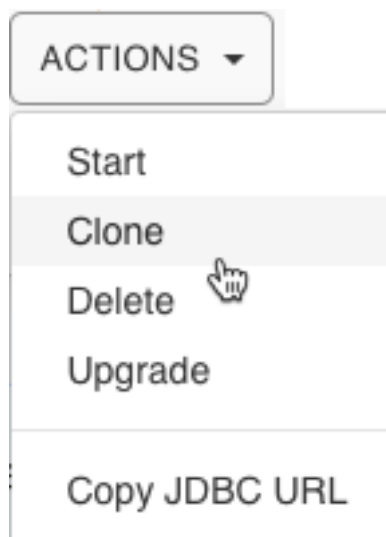 ACTIONS
Start
Clone
Delete
Upgrade
Copy JDBC URL